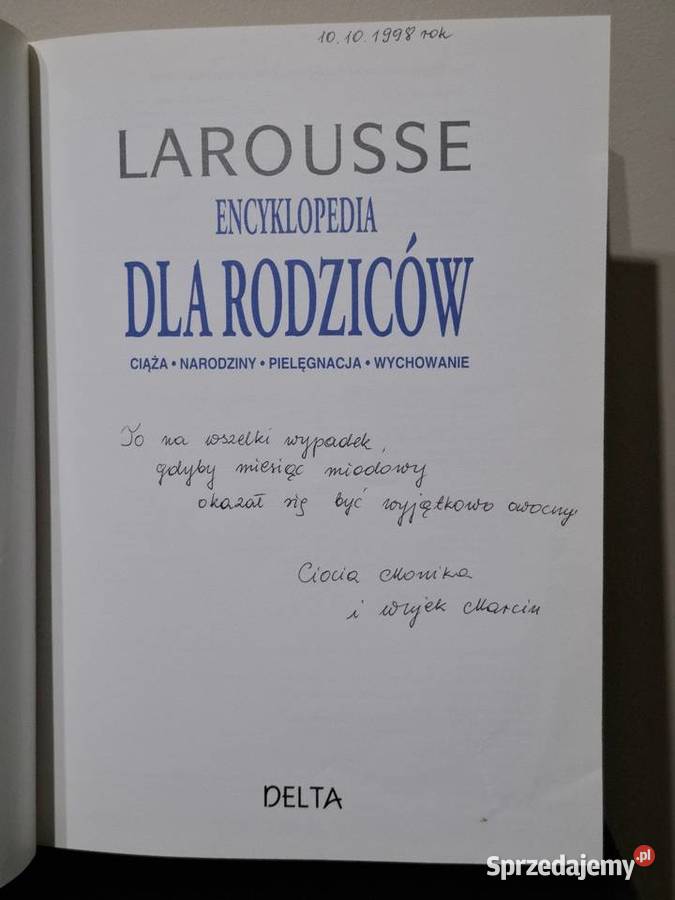 10.10.1998 rok
LAROUSSE
ENCYKLOPEDIA
DLA RODZICÓW
CIĄŻA • NARODZINY • PIELĘGNACJA • WYCHOWANIE
To na wszelki wypadek,
gdyby miesiąc miodowy
okazał się być wyjątkowo owocny.
Ciocia Monika
i wujek Marcin
DELTA
Sprzedajemy.pl